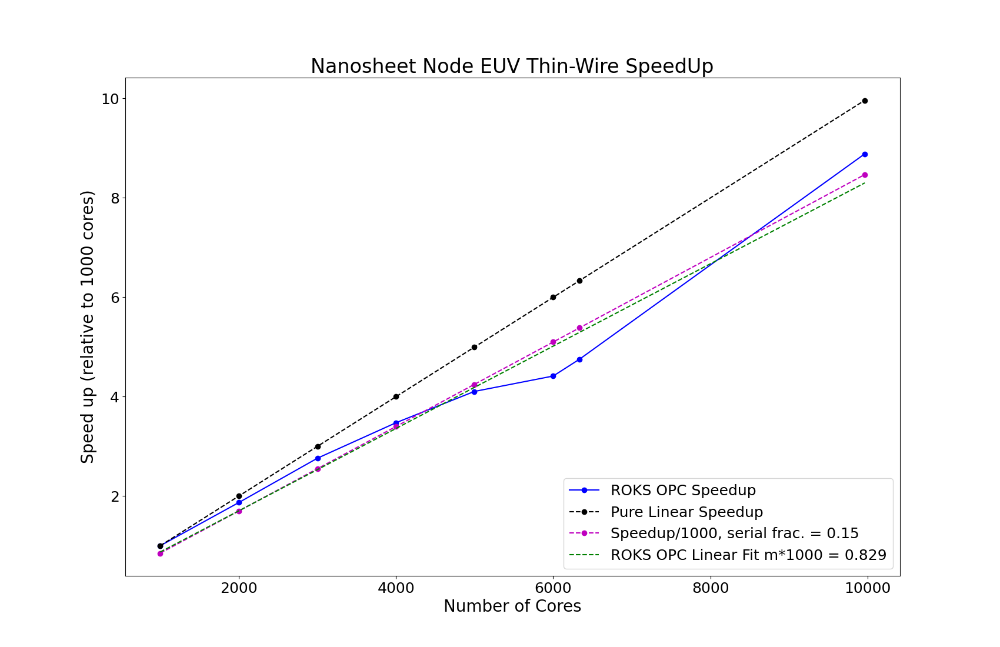 Nanosheet Node EUV Thin-Wire SpeedUp
10
8
6
4
2
Speed up (relative to 1000 cores)
ROKS OPC Speedup
Pure Linear Speedup
Speedup/1000, serial frac. = 0.15
ROKS OPC Linear Fit m*1000 = 0.829
2000 4000 6000 8000 10000
Number of Cores